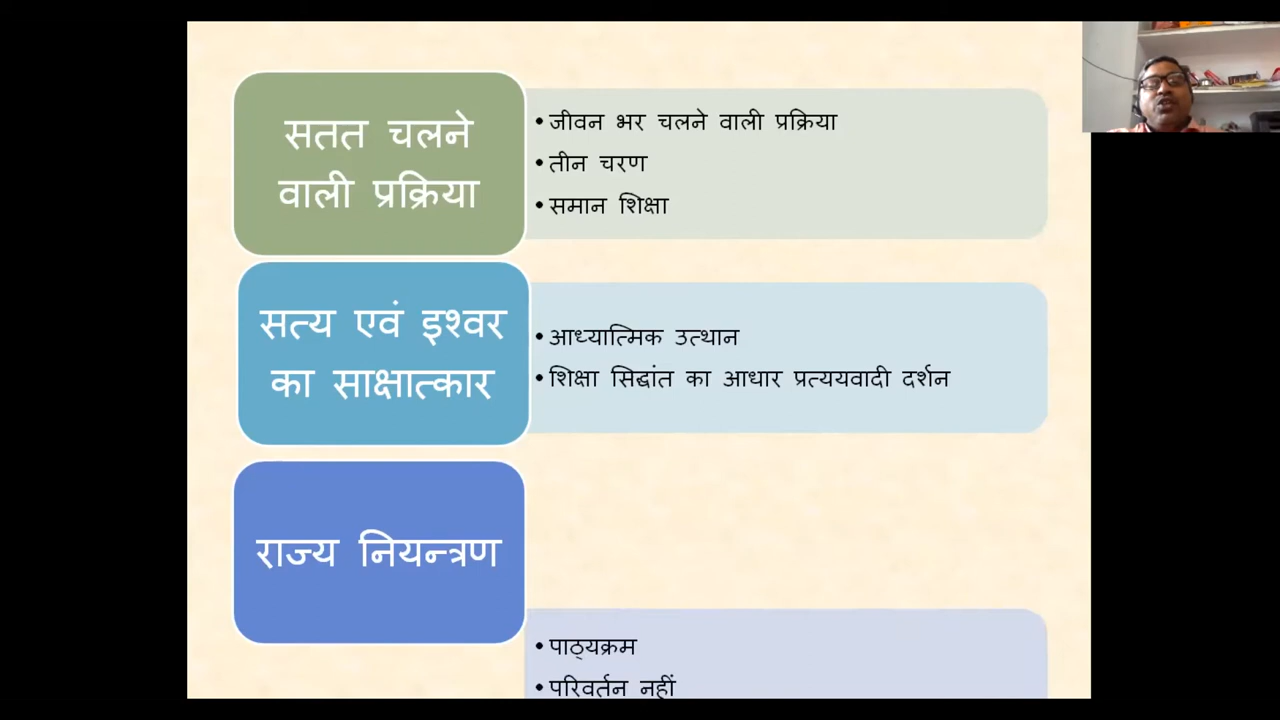 सतत चलने
वाली प्रक्रिया
• जीवन भर चलने वाली प्रक्रिया
• तीन चरण
• समान शिक्षा
सत्य एवं इश्वर
का साक्षात्कार
• आध्यात्मिक उत्थान
• शिक्षा सिद्धांत का आधार प्रत्ययवादी दर्शन
राज्य नियन्त्रण
• पाठ्यक्रम
• परिवर्तन नहीं